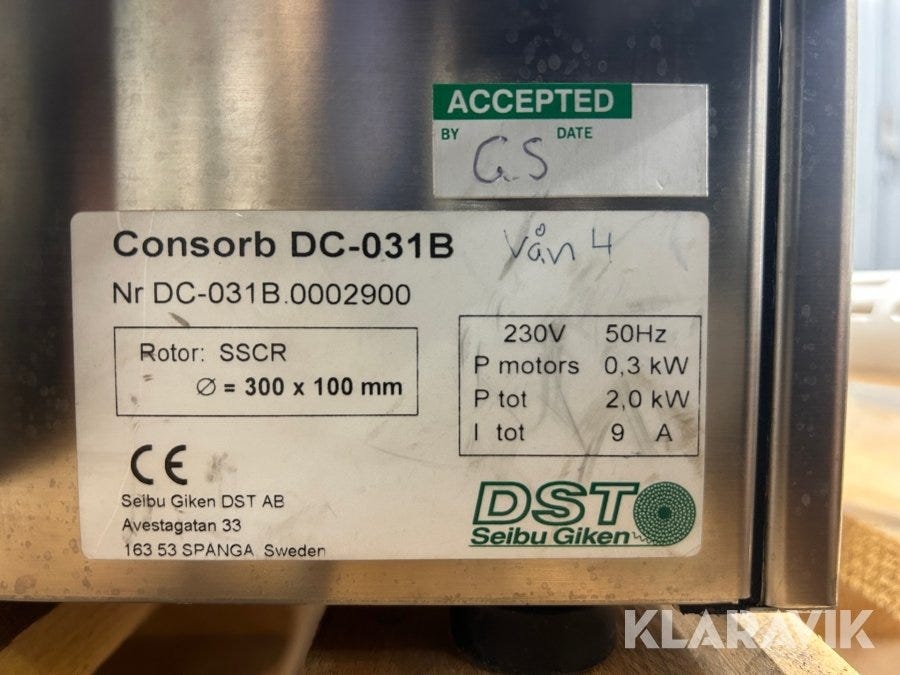 ACCEPTED
BY G.S DATE
Consorb DC-031B
Vån 4
Nr DC-031B.0002900
Rotor: SSCR
Ø = 300 x 100 mm
230V 50Hz
P motors 0,3 kW
P tot 2,0 kW
I tot 9 A
CE
Seibu Giken DST AB
Avestagatan 33
163 53 SPANGA Sweden
DST
Seibu Giken
KLARAVIK